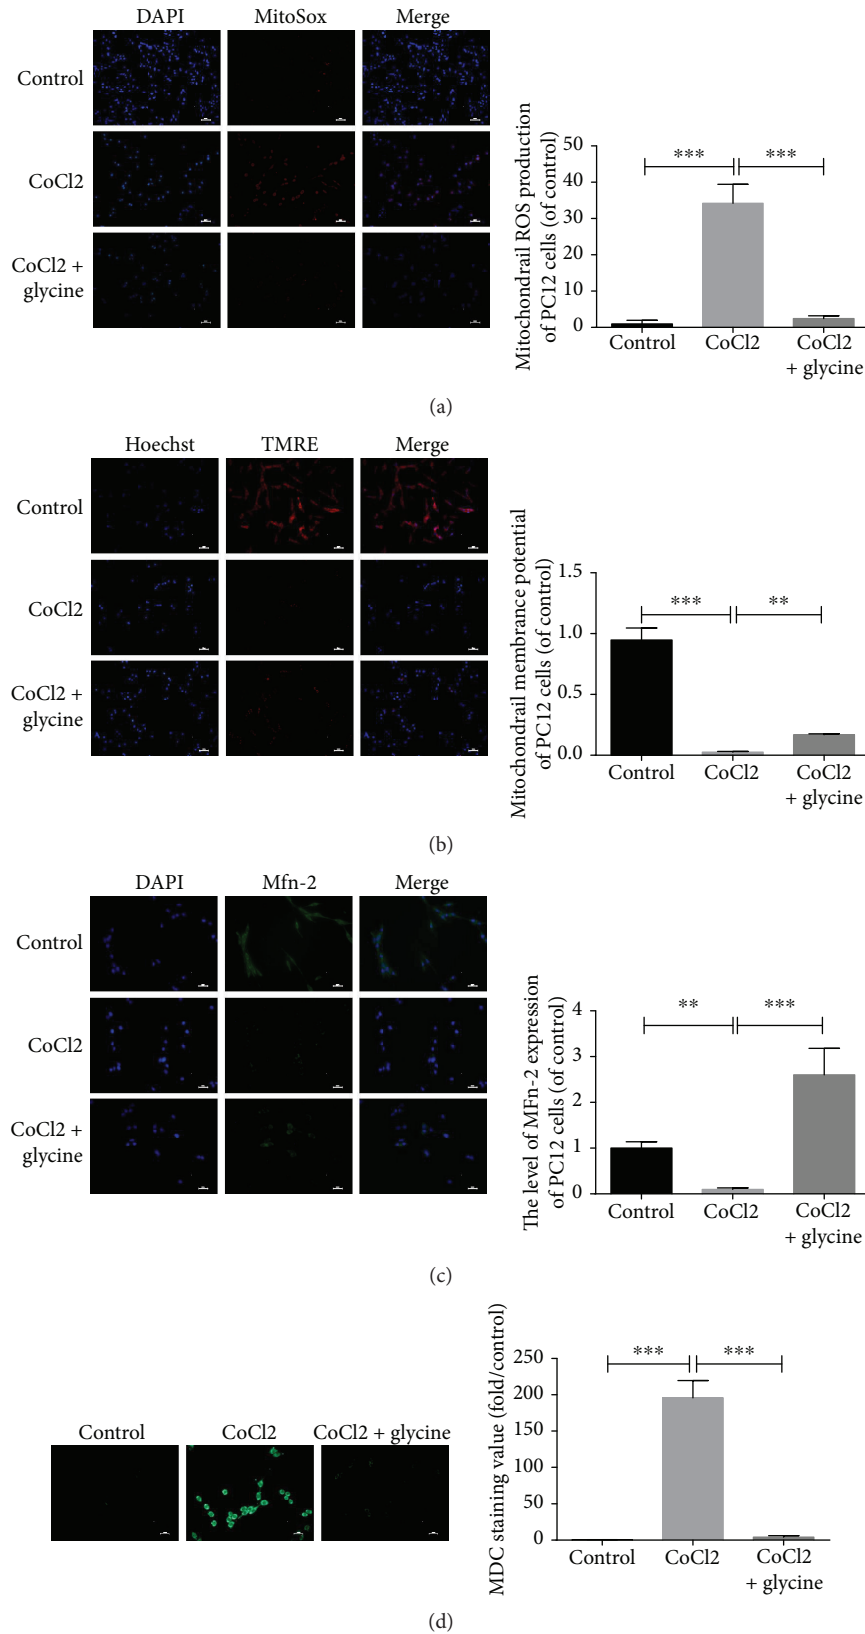 DAPI MitoSox Merge
Control
CoCl2
CoCl2 +
glycine
Mitochondrail ROS production
of PC12 cells (of control)
50
40
30
20
10
0
Control CoCl2 CoCl2
+ glycine
*** ***
(a)
Hoechst TMRE Merge
Control
CoCl2
CoCl2 +
glycine
Mitochondrail membrance potential
of PC12 cells (of control)
1.5
1.0
0.5
0.0
Control CoCl2 CoCl2
+ glycine
*** **
(b)
DAPI Mfn-2 Merge
Control
CoCl2
CoCl2 +
glycine
The level of MFn-2 expression
of PC12 cells (of control)
4
3
2
1
0
Control CoCl2 CoCl2
+ glycine
** ***
(c)
Control CoCl2 CoCl2 + glycine
MDC staining value (fold/control)
250
200
150
100
50
0
Control CoCl2 CoCl2
+ glycine
*** ***
(d)